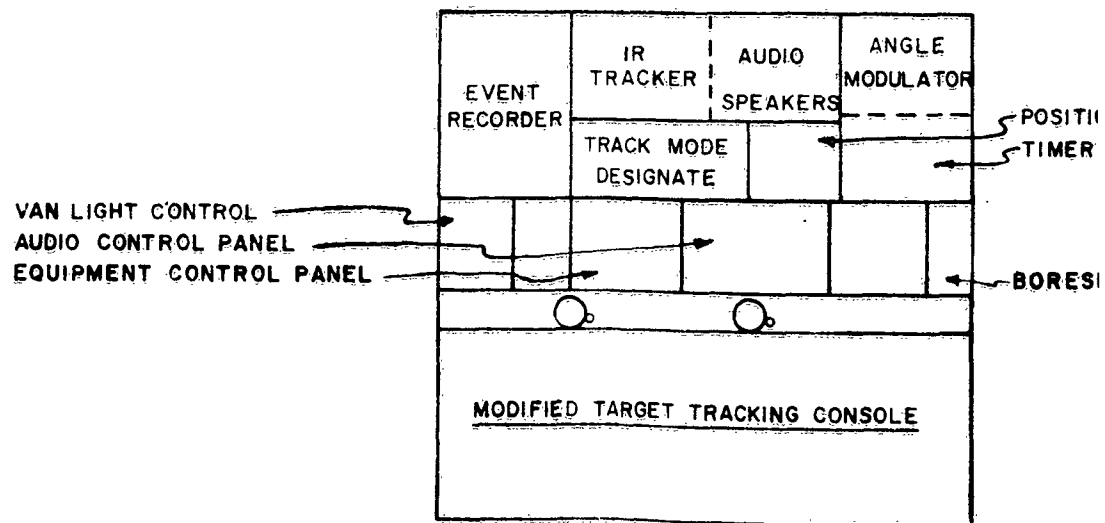 EVENT
RECORDER
IR
TRACKER
AUDIO
SPEAKERS
ANGLE
MODULATOR
TRACK MODE
DESIGNATE
TIMER
VAN LIGHT CONTROL
AUDIO CONTROL PANEL
EQUIPMENT CONTROL PANEL
MODIFIED TARGET TRACKING CONSOLE